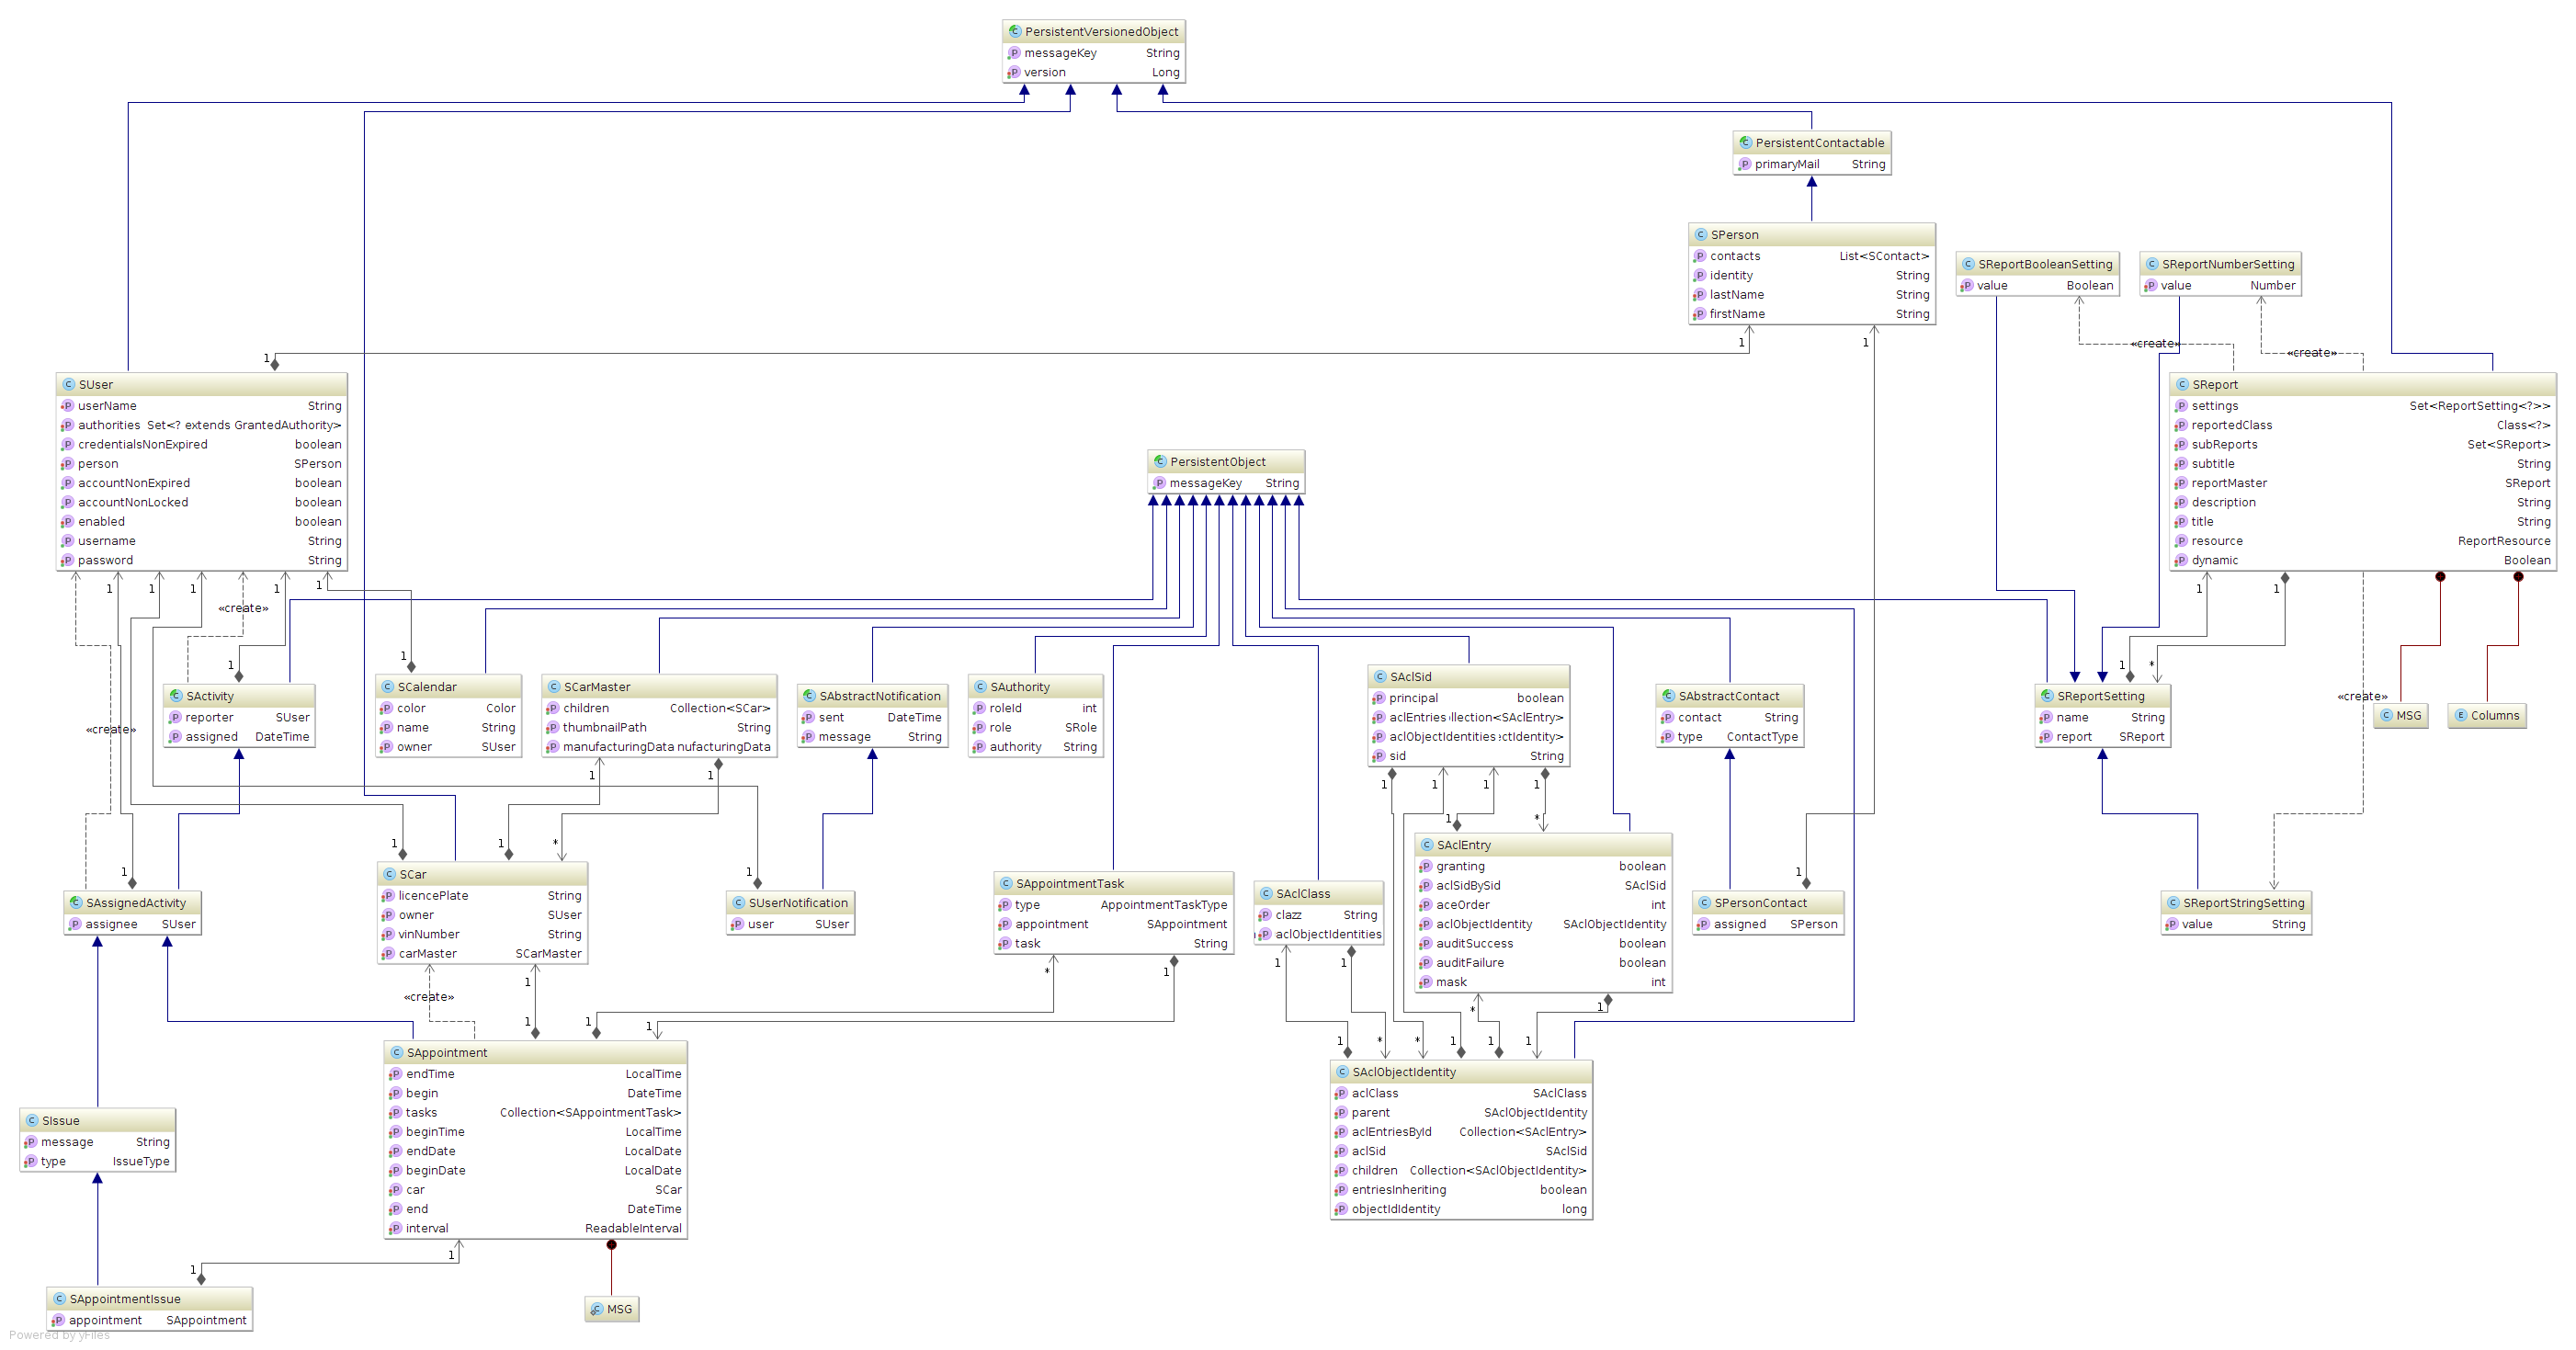 PersistentVersionedObject
messageKey String
version Long
PersistentContactable
primaryMail String
SPerson
contacts List<SContact>
identity String
lastName String
firstName String
SReportBooleanSetting
value Boolean
SReportNumberSetting
value Number
1
1
1
«create»
«create»
SUser
userName String
authorities Set<? extends GrantedAuthority>
credentialsNonExpired boolean
person SPerson
accountNonExpired boolean
accountNonLocked boolean
enabled boolean
username String
password String
SReport
settings Set<ReportSetting<?>>
reportedClass Class<?>
subReports Set<SReport>
subtitle String
reportMaster SReport
description String
title String
resource ReportResource
dynamic Boolean
PersistentObject
messageKey String
1
1
1
«create»
1
1
1
1
1
1
*
«create»
«create»
SActivity
reporter SUser
assigned DateTime
SCalendar
color Color
name String
owner SUser
SCarMaster
children Collection<SCar>
thumbnailPath String
manufacturingData nufacturingData
SAbstractNotification
sent DateTime
message String
SAuthority
roleId int
role SRole
authority String
SAclSid
principal boolean
aclEntries llection<SAclEntry>
aclObjectIdentities :ctIdentity>
sid String
SAbstractContact
contact String
type ContactType
SReportSetting
name String
report SReport
MSG
Columns
1
1
1
1
1
1
1
*
1
1
*
1
1
1
SAssignedActivity
assignee SUser
SCar
licencePlate String
owner SUser
vinNumber String
carMaster SCarMaster
SUserNotification
user SUser
SAppointmentTask
type AppointmentTaskType
appointment SAppointment
task String
SAclClass
clazz String
aclObjectIdentities
SAclEntry
granting boolean
aclSidBySid SAclSid
aceOrder int
aclObjectIdentity SAclObjectIdentity
auditSuccess boolean
auditFailure boolean
mask int
SPersonContact
assigned SPerson
SReportStringSetting
value String
«create»
1
*
1
1
1
*
1
1
1
1
1
*
*
1
1
1
SAppointment
endTime LocalTime
begin DateTime
tasks Collection<SAppointmentTask>
beginTime LocalTime
endDate LocalDate
beginDate LocalDate
car SCar
end DateTime
interval ReadableInterval
SAclObjectIdentity
aclClass SAclClass
parent SAclObjectIdentity
aclEntriesById Collection<SAclEntry>
aclSid SAclSid
children Collection<SAclObjectIdentity>
entriesInheriting boolean
objectIdIdentity long
SIssue
message String
type IssueType
1
1
SAppointmentIssue
appointment SAppointment
MSG
Powered by yFiles